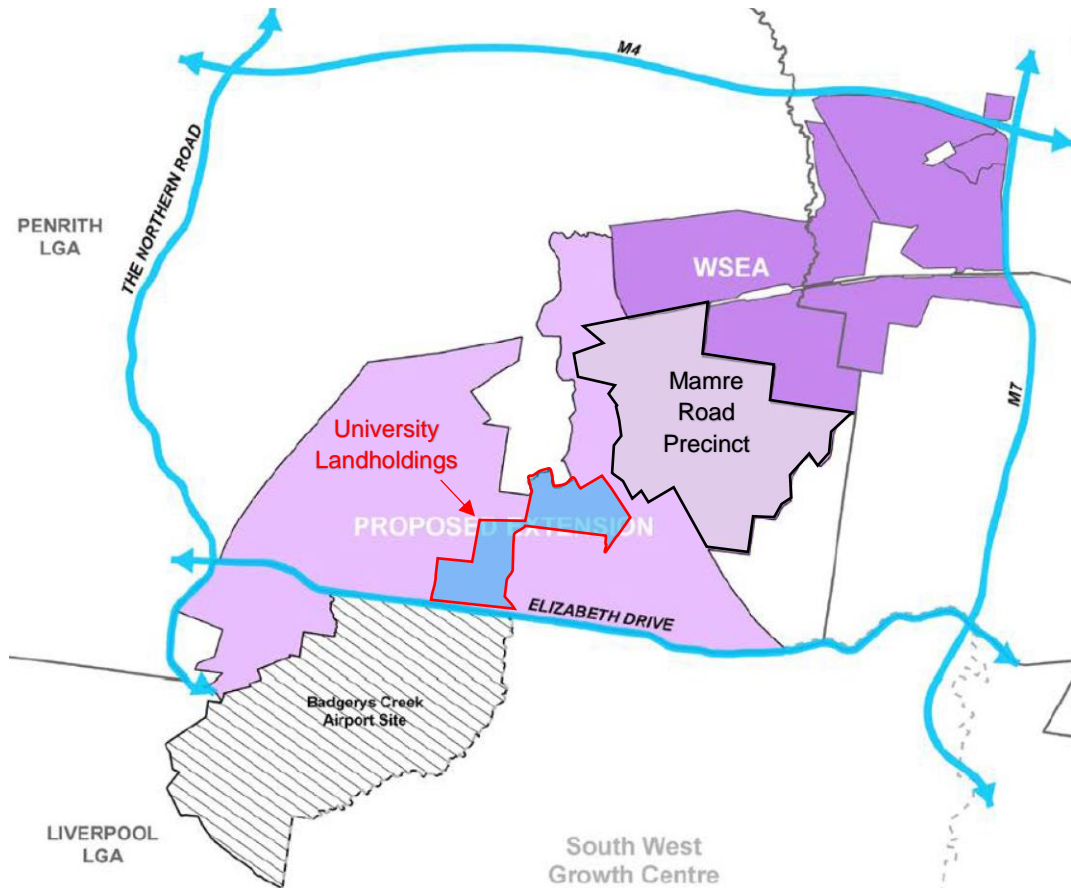 M4
THE NORTHERN ROAD
PENRITH
LGA
WSEA
Mamre
Road
Precinct
M7
University
Landholdings
PROPOSED EXTENSION
ELIZABETH DRIVE
Badgerys Creek
Airport Site
LIVERPOOL
LGA
South West
Growth Centre